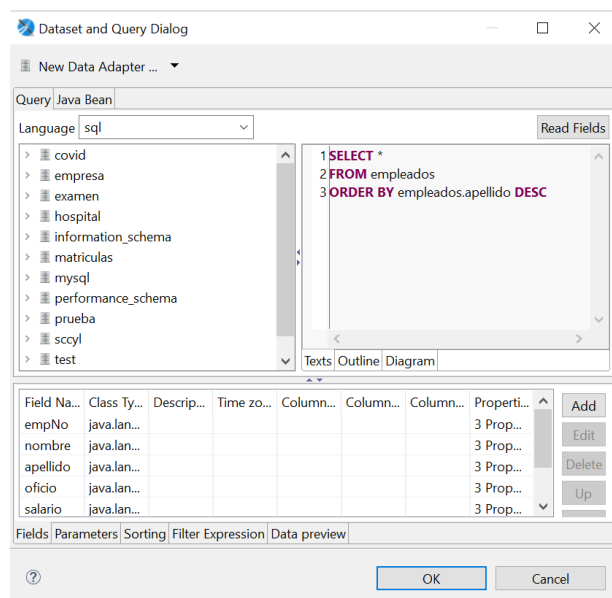 Dataset and Query Dialog
New Data Adapter ...
Query Java Bean
Language sql Read Fields
covid
empresa
examen
hospital
information_schema
matriculas
mysql
performance_schema
prueba
sccyl
test
1 SELECT *
2 FROM empleados
3 ORDER BY empleados.apellido DESC
Texts Outline Diagram
Field Na... Class Ty... Descrip... Time zo... Column... Column... Column... Properti...
empNo java.lan... 3 Prop...
nombre java.lan... 3 Prop...
apellido java.lan... 3 Prop...
oficio java.lan... 3 Prop...
salario java.lan... 3 Prop...
Add
Edit
Delete
Up
Fields Parameters Sorting Filter Expression Data preview
? OK Cancel